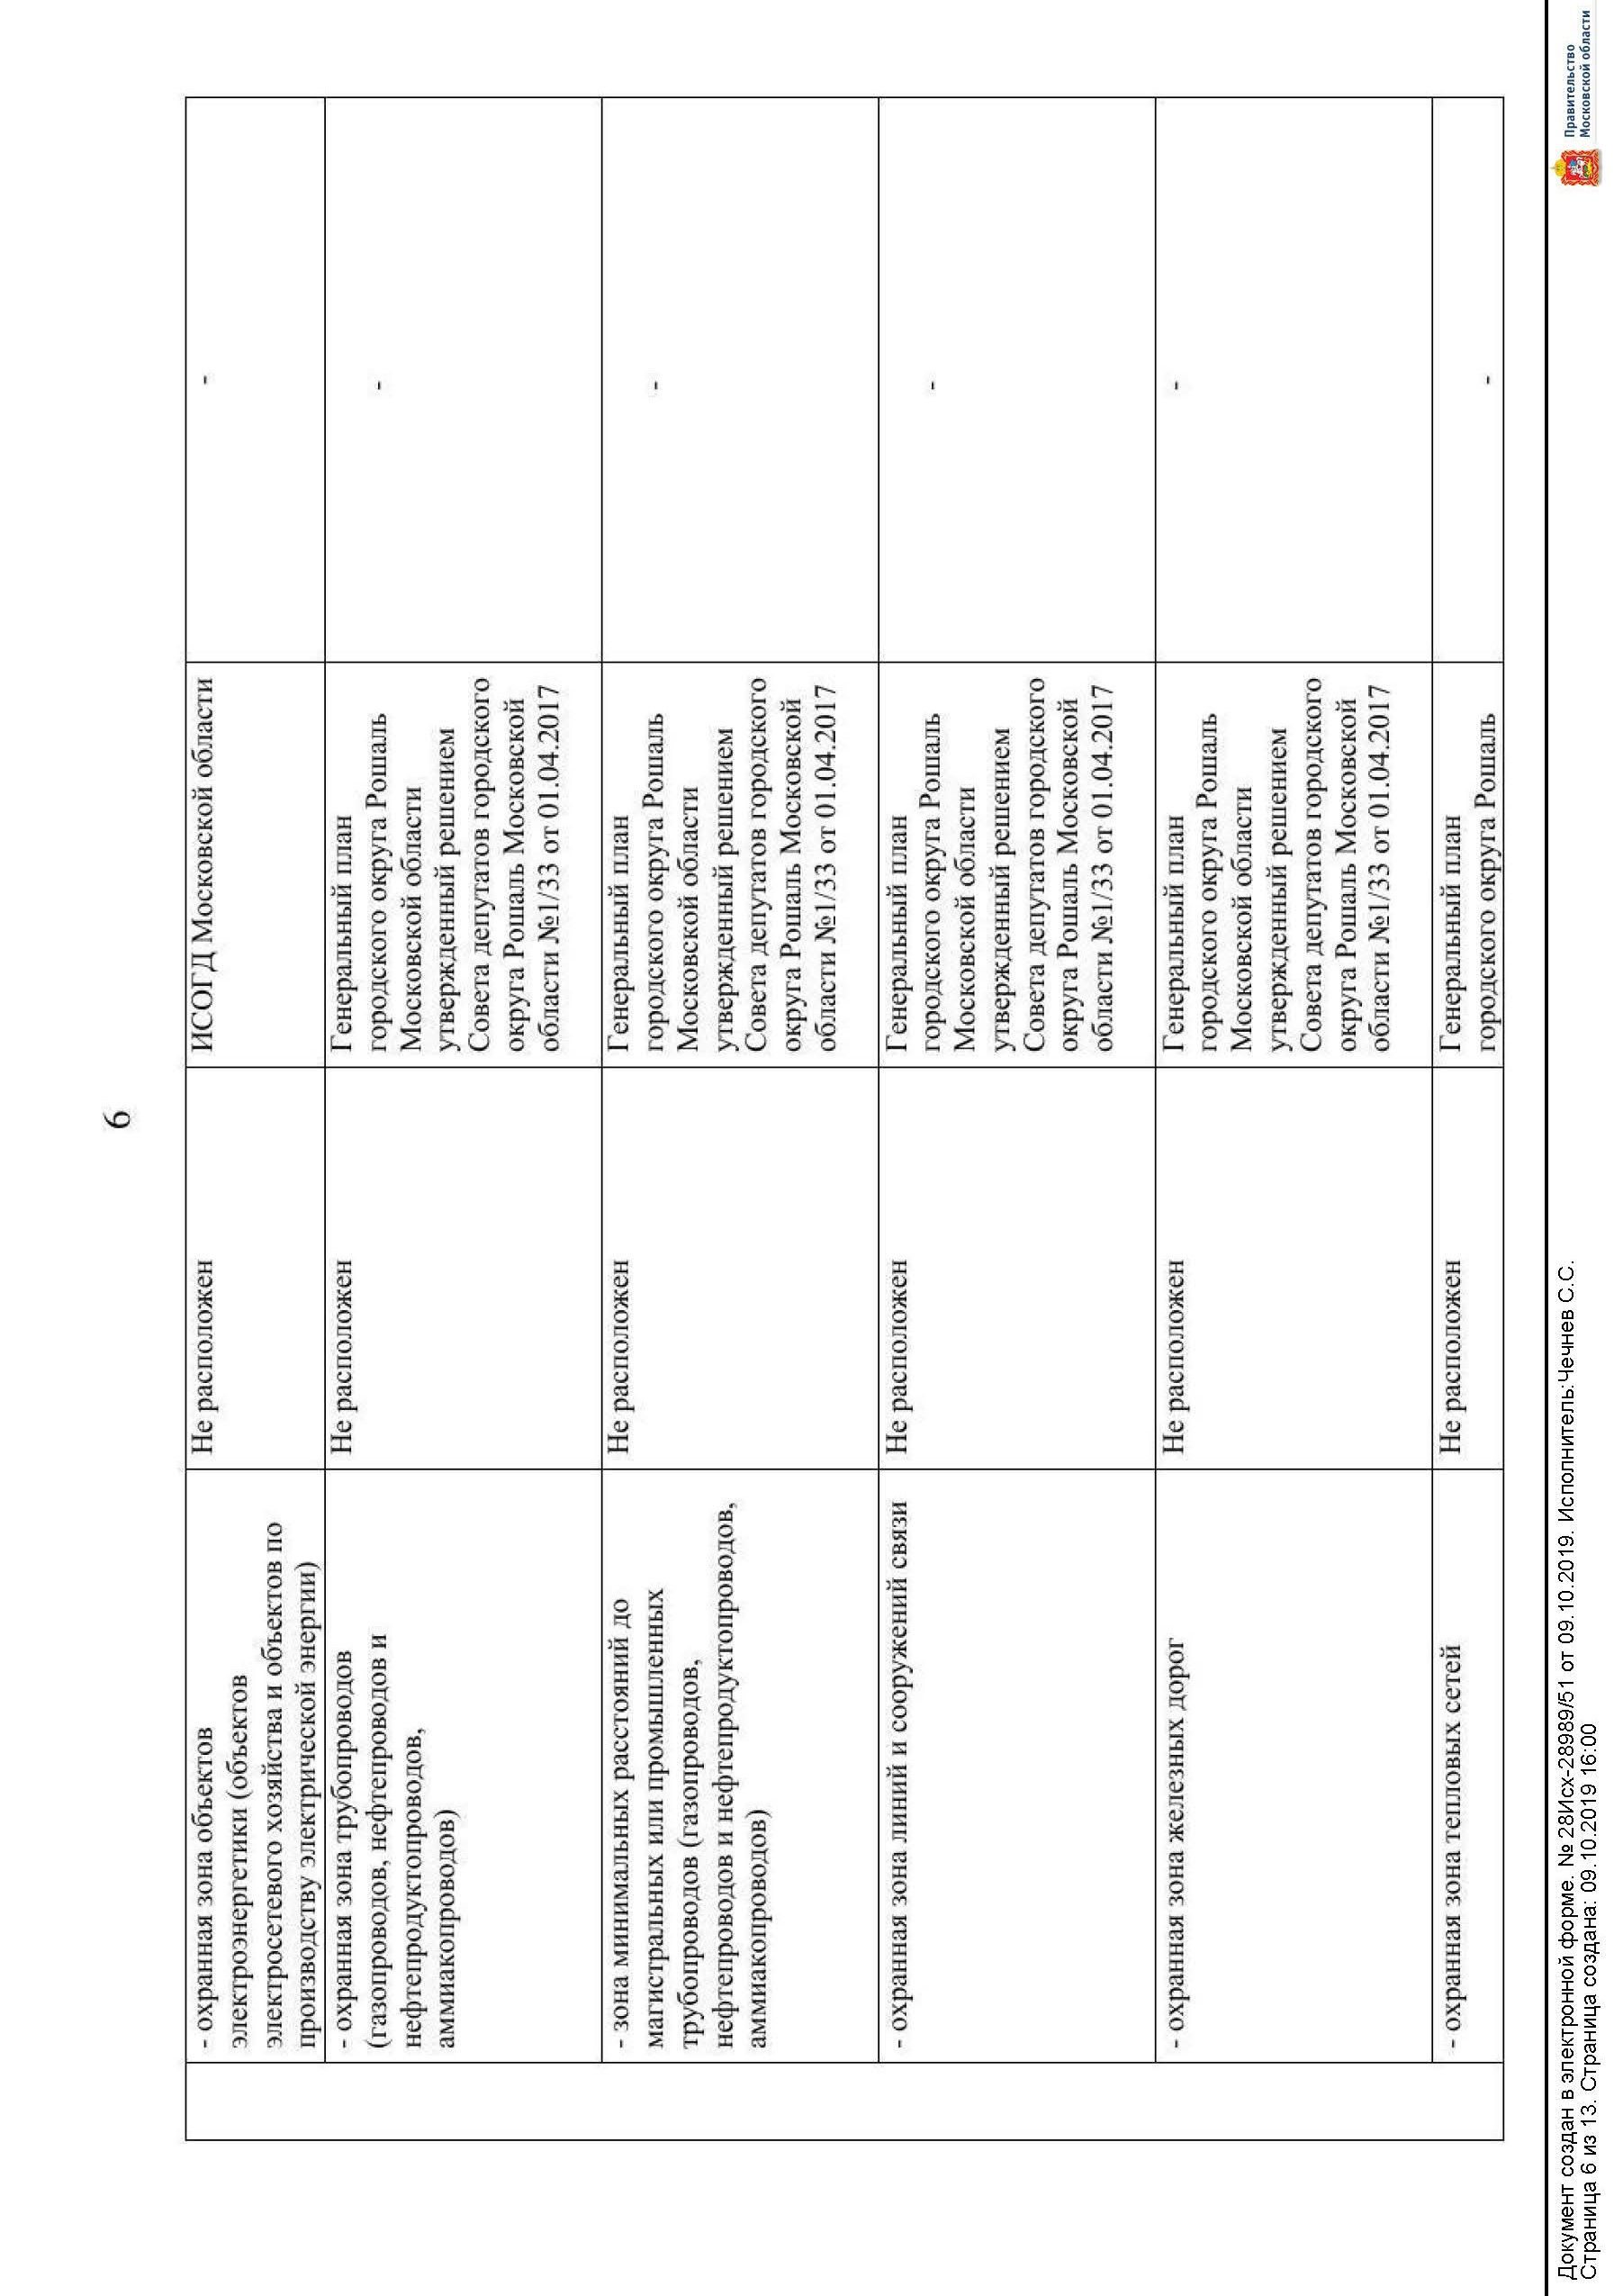 6
- охранная зона объектов
электроэнергетики (объектов
электросетевого хозяйства и объектов по
производству электрической энергии)
Не расположен
ИСОГД Московской области
-
- охранная зона трубопроводов
(газопроводов, нефтепроводов и
нефтепродуктопроводов,
аммиакопроводов)
Не расположен
Генеральный план
городского округа Рошаль
Московской области
утвержденный решением
Совета депутатов городского
округа Рошаль Московской
области №1/33 от 01.04.2017
-
- зона минимальных расстояний до
магистральных или промышленных
трубопроводов (газопроводов,
нефтепроводов и нефтепродуктопроводов,
аммиакопроводов)
Не расположен
Генеральный план
городского округа Рошаль
Московской области
утвержденный решением
Совета депутатов городского
округа Рошаль Московской
области №1/33 от 01.04.2017
-
- охранная зона линий и сооружений связи
Не расположен
Генеральный план
городского округа Рошаль
Московской области
утвержденный решением
Совета депутатов городского
округа Рошаль Московской
области №1/33 от 01.04.2017
-
- охранная зона железных дорог
Не расположен
Генеральный план
городского округа Рошаль
Московской области
утвержденный решением
Совета депутатов городского
округа Рошаль Московской
области №1/33 от 01.04.2017
-
- охранная зона тепловых сетей
Не расположен
Генеральный план
городского округа Рошаль
-
Документ создан в электронной форме. № 28Исх-28989/51 от 09.10.2019. Исполнитель:Чечнев С.С.
Страница 6 из 13. Страница создана: 09.10.2019 16:00
Правительство
Московской области